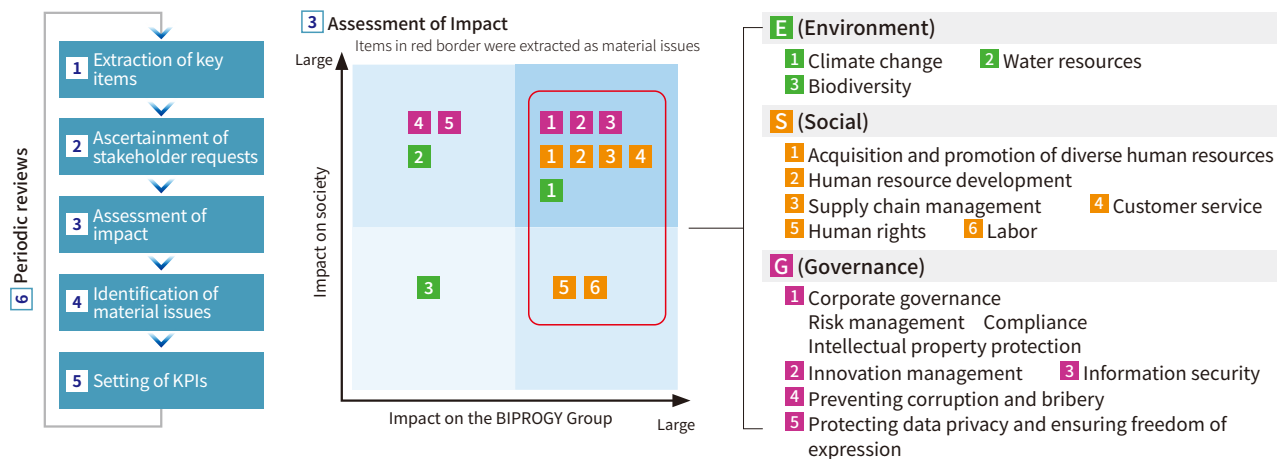 6 Periodic reviews
1 Extraction of key
items
2 Ascertainment of
stakeholder requests
3 Assessment of
impact
4 Identification of
material issues
5 Setting of KPIs
3 Assessment of Impact
Items in red border were extracted as material issues
Large
Impact on society
4 5 1 2 3
2 1 2 3 4
1
3 5 6
Impact on the BIPROGY Group
Large
E (Environment)
1 Climate change 2 Water resources
3 Biodiversity
S (Social)
1 Acquisition and promotion of diverse human resources
2 Human resource development
3 Supply chain management 4 Customer service
5 Human rights 6 Labor
G (Governance)
1 Corporate governance
Risk management Compliance
Intellectual property protection
2 Innovation management 3 Information security
4 Preventing corruption and bribery
5 Protecting data privacy and ensuring freedom of
expression